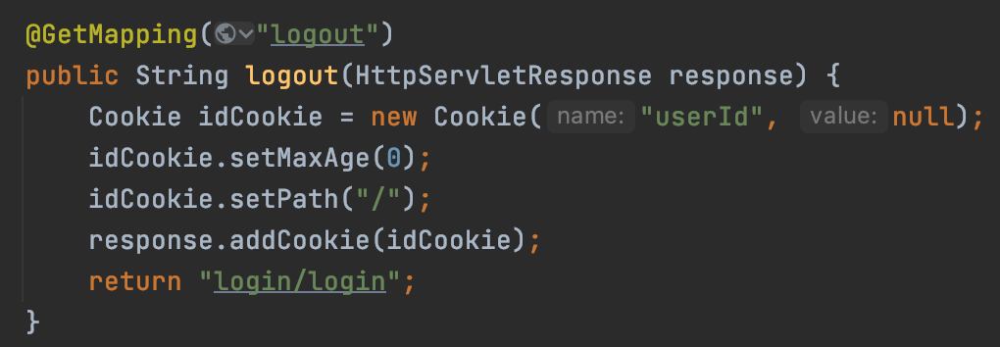 @GetMapping("logout")
public String logout(HttpServletResponse response) {
    Cookie idCookie = new Cookie( name: "userId", value: null);
    idCookie.setMaxAge(0);
    idCookie.setPath("/");
    response.addCookie(idCookie);
    return "login/login";
}